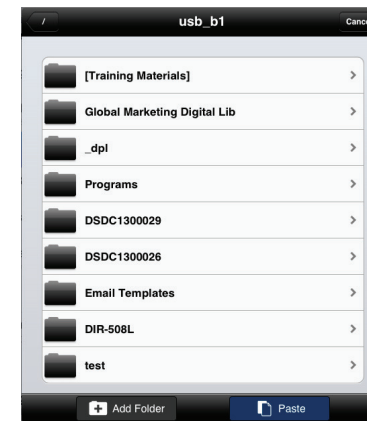 /
usb_b1
Cance
[Training Materials]
Global Marketing Digital Lib
_dpl
Programs
DSDC1300029
DSDC1300026
Email Templates
DIR-508L
test
Add Folder
Paste